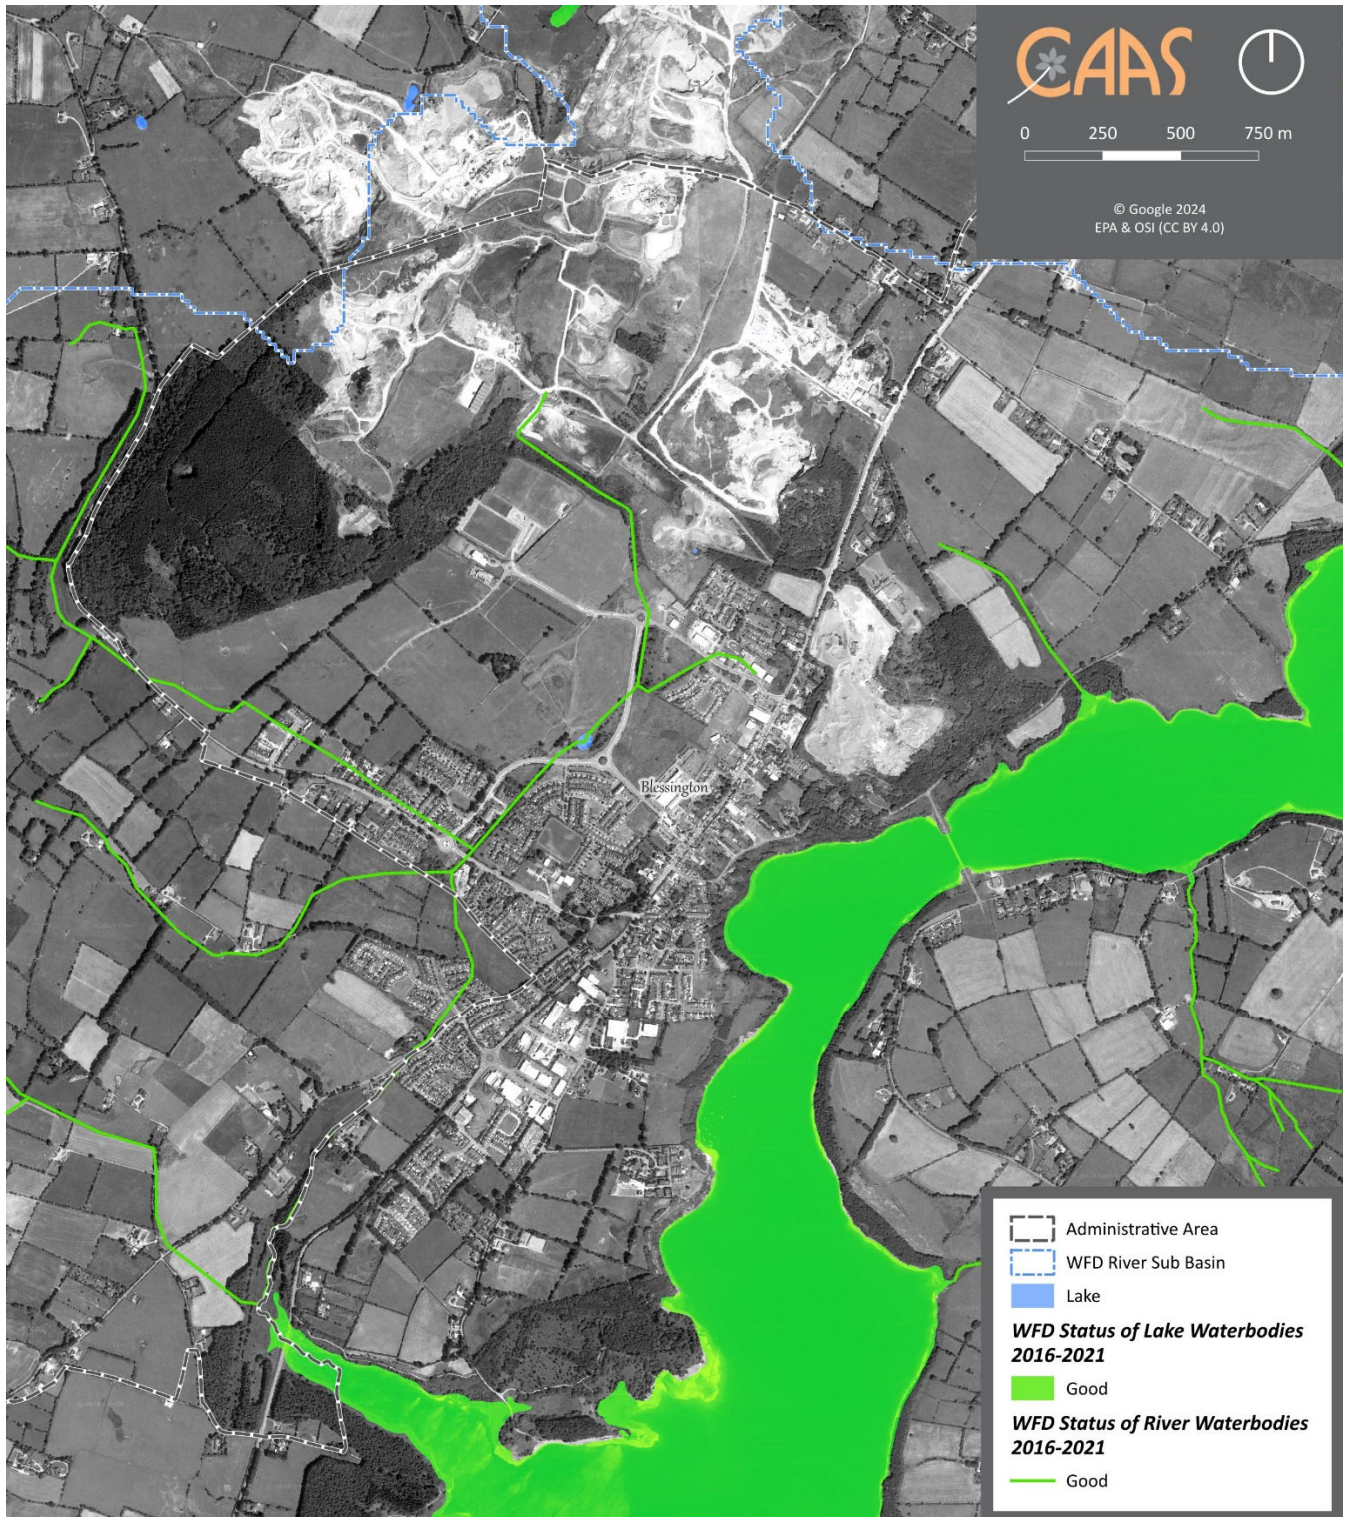 CAAS
0 250 500 750 m
© Google 2024
EPA & OSI (CC BY 4.0)
Blessington
Administrative Area
WFD River Sub Basin
Lake
WFD Status of Lake Waterbodies
2016-2021
Good
WFD Status of River Waterbodies
2016-2021
Good